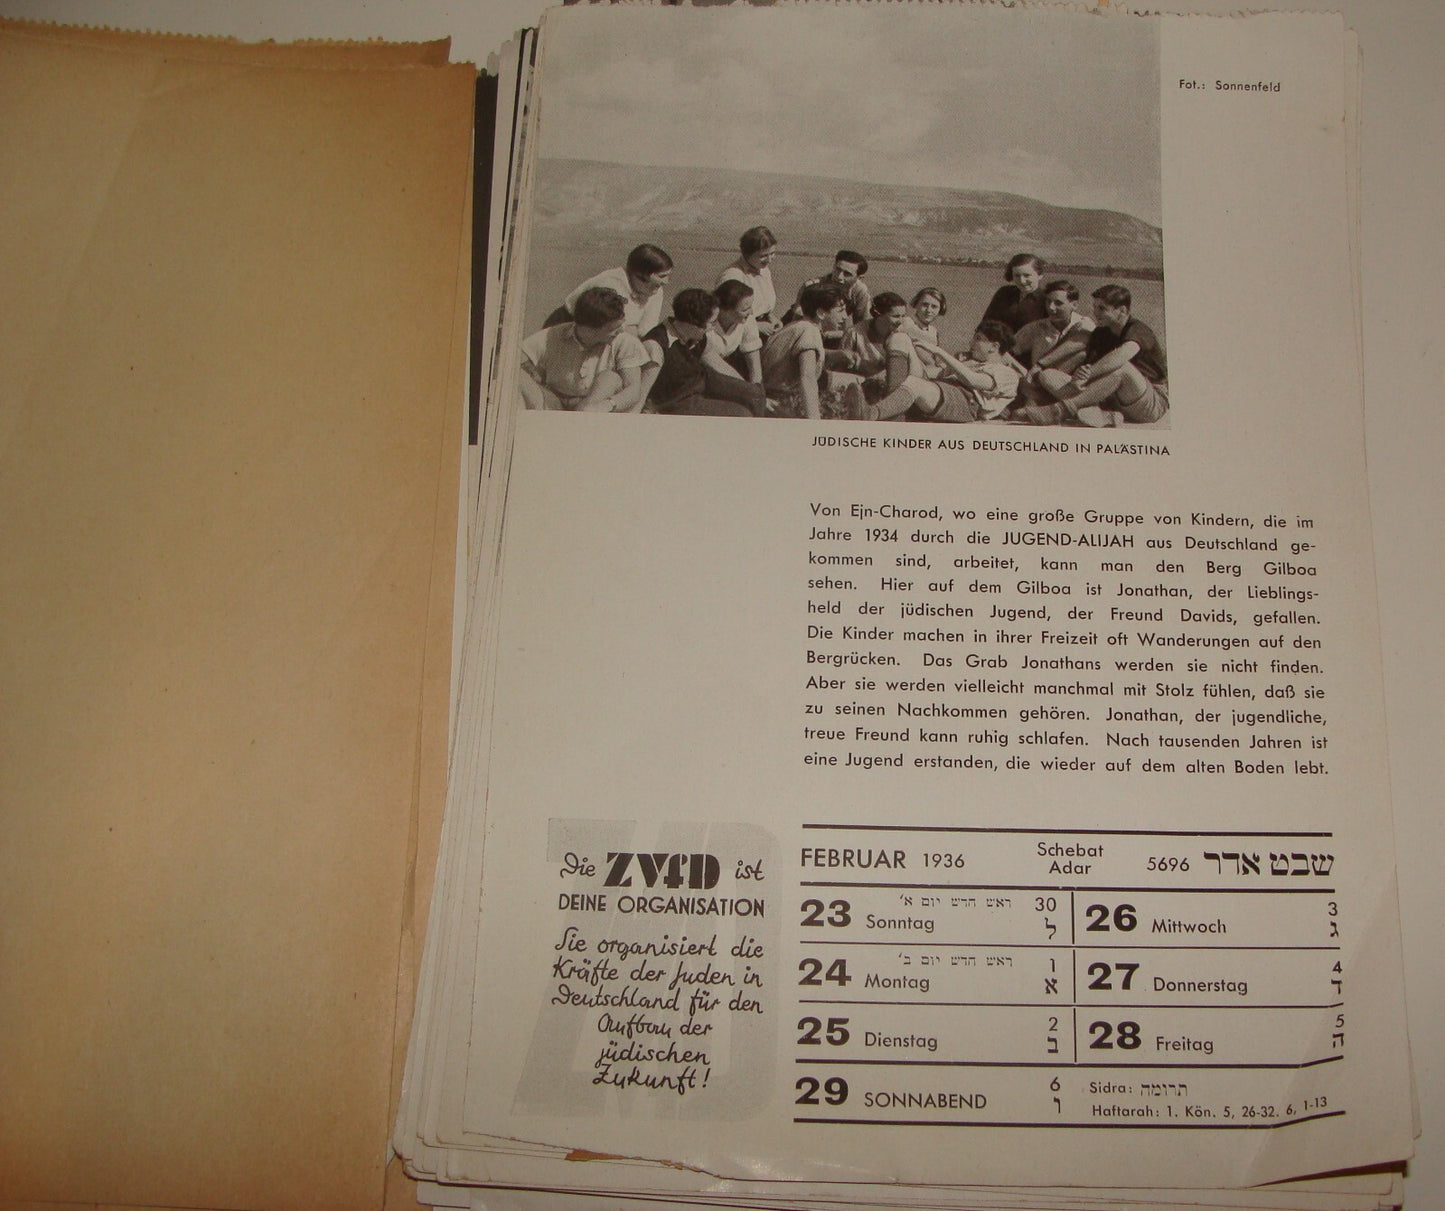 Fot.: Sonnenfeld
JÜDISCHE KINDER AUS DEUTSCHLAND IN PALÄSTINA
Von Ejn-Charod, wo eine große Gruppe von Kindern, die im
Jahre 1934 durch die JUGEND-ALIJAH aus Deutschland ge-
kommen sind, arbeitet, kann man den Berg Gilboa
sehen. Hier auf dem Gilboa ist Jonathan, der Lieblings-
held der jüdischen Jugend, der Freund Davids, gefallen.
Die Kinder machen in ihrer Freizeit oft Wanderungen auf den
Bergrücken. Das Grab Jonathans werden sie nicht finden.
Aber sie werden vielleicht manchmal mit Stolz fühlen, daß sie
zu seinen Nachkommen gehören. Jonathan, der jugendliche,
treue Freund kann ruhig schlafen. Nach tausenden Jahren ist
eine Jugend erstanden, die wieder auf dem alten Boden lebt.
Die ZVfD ist
DEINE ORGANISATION
Sie organisiert die
Kräfte der Juden in
Deutschland für den
Aufbau der
jüdischen
Zukunft!
FEBRUAR 1936 Schebat Adar 5696 שבט אדר
23 Sonntag ראש חדש יום א' 30 ל
24 Montag ראש חדש יום ב' 1 א
25 Dienstag 2 ב
26 Mittwoch 3 ג
27 Donnerstag 4 ד
28 Freitag 5 ה
29 SONNABEND 6 ו Sidra: תרומה
Haftarah: 1. Kön. 5, 26-32. 6, 1-13